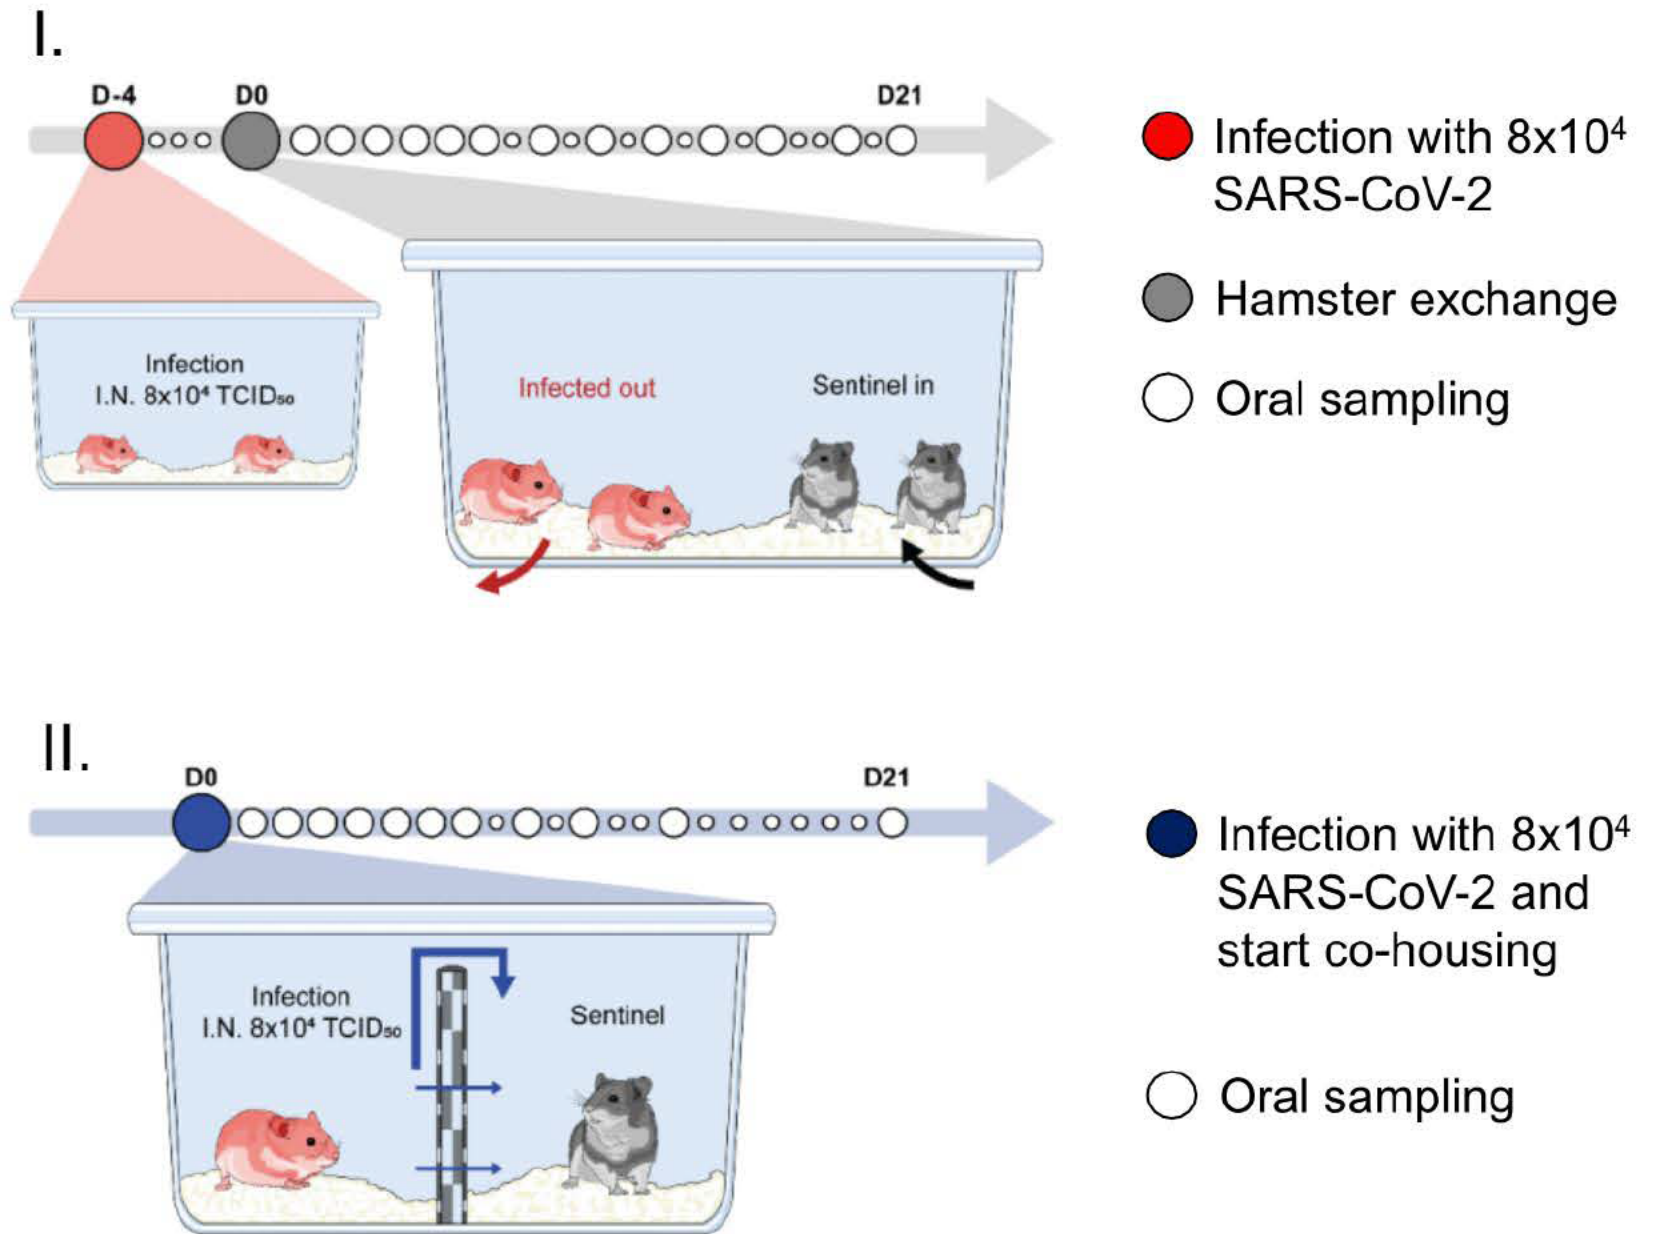 I.
D-4
D0
D21
Infection
I.N. 8x10⁴ TCID₅₀
Infected out
Sentinel in
Infection with 8x10⁴
SARS-CoV-2
Hamster exchange
Oral sampling
II.
D0
D21
Infection
I.N. 8x10⁴ TCID₅₀
Sentinel
Infection with 8x10⁴
SARS-CoV-2 and
start co-housing
Oral sampling